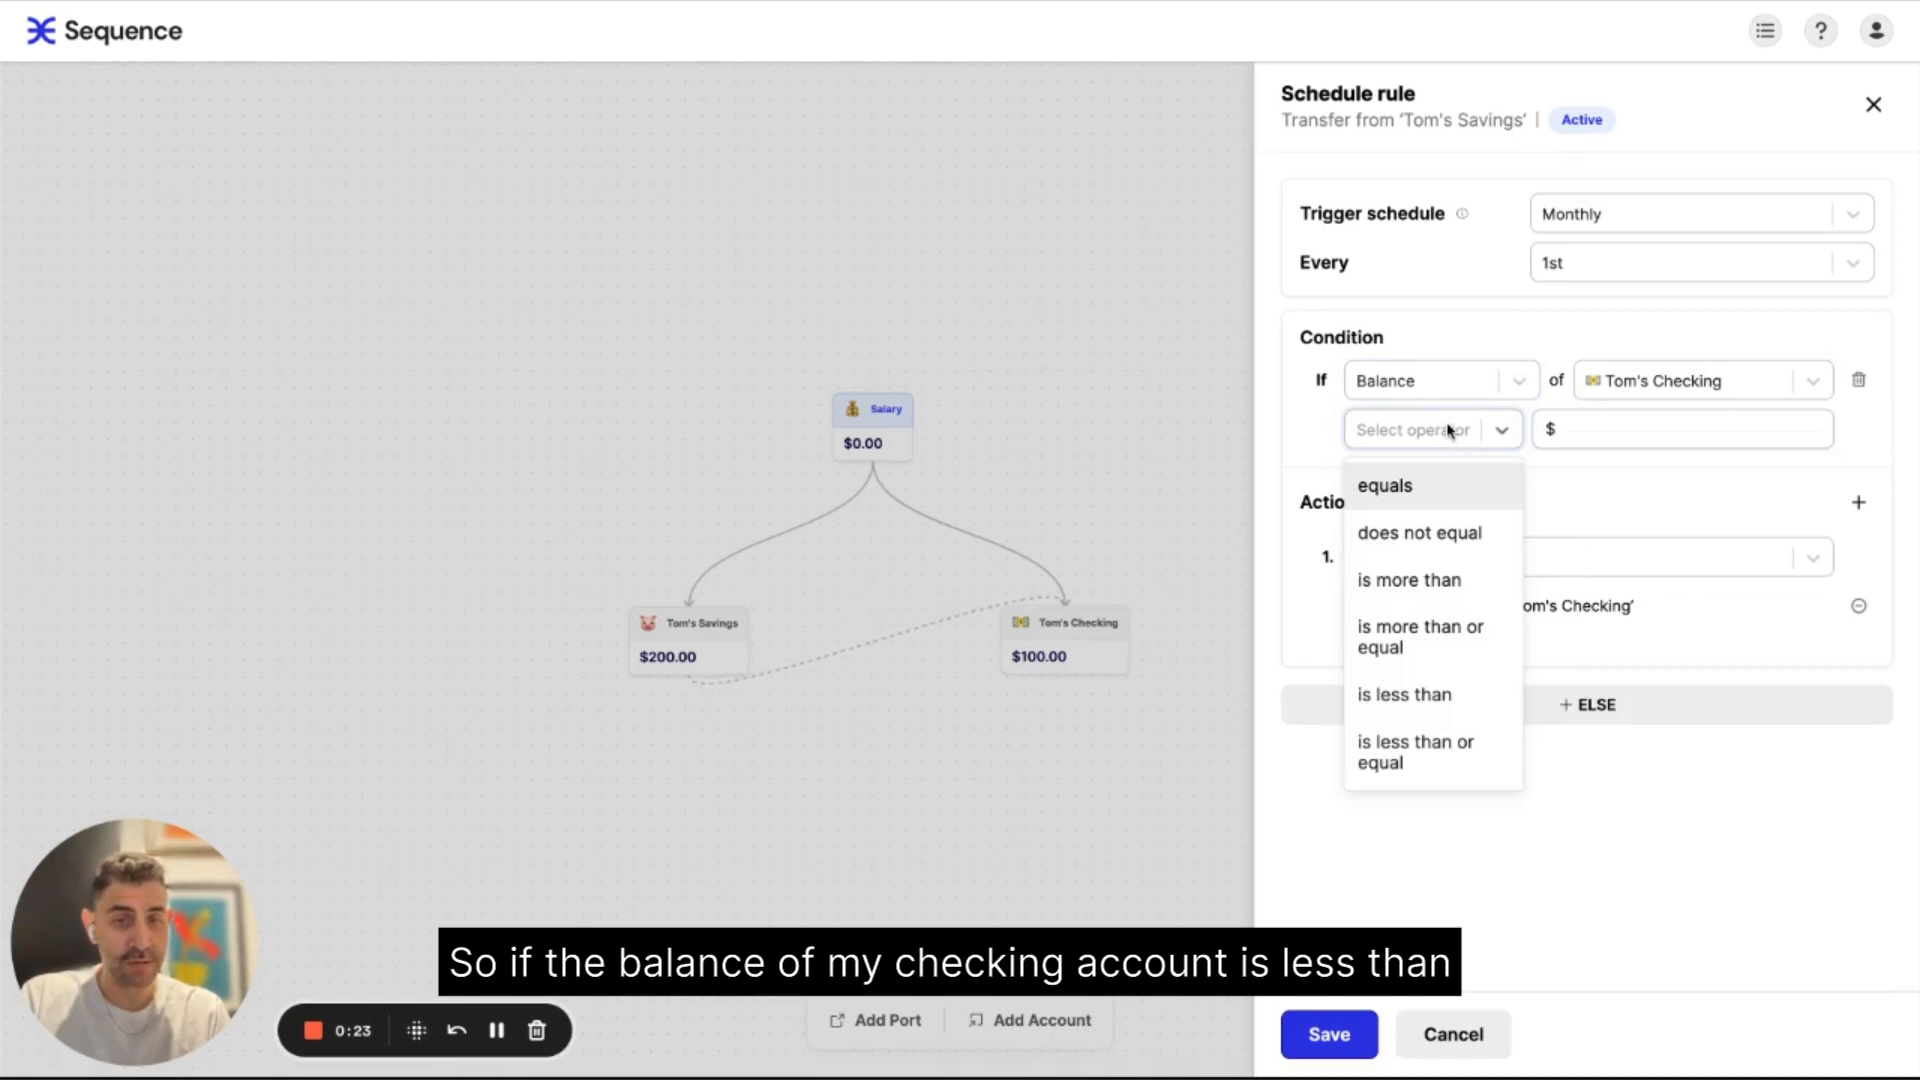 Sequence
?
Schedule rule
Transfer from ‘Tom's Savings’ | Active
Trigger schedule Monthly
Every 1st
Condition
If Balance of Tom's Checking
Select operator $
equals
does not equal
is more than
is more than or
equal
is less than
is less than or
equal
Actio
1.
om's Checking’
+ ELSE
Salary
$0.00
Tom's Savings
$200.00
Tom's Checking
$100.00
So if the balance of my checking account is less than
0:23
Add Port Add Account
Save Cancel